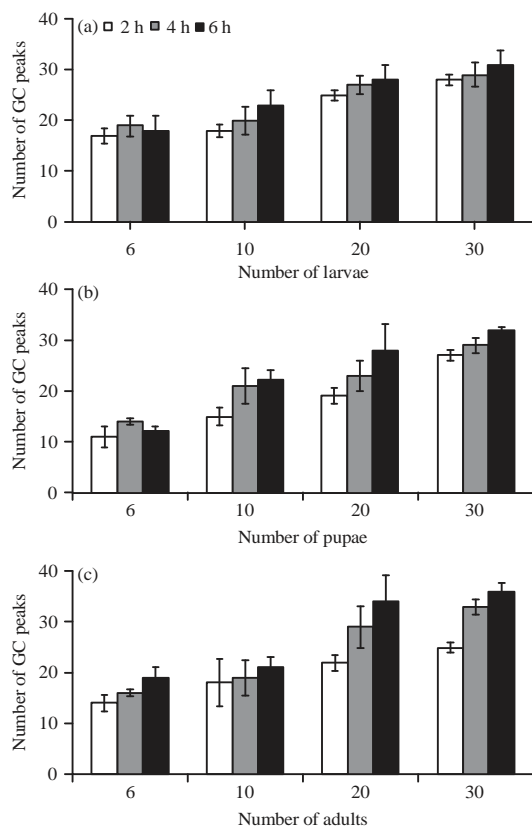 (a) 2 h 4 h 6 h
Number of GC peaks
40
30
20
10
0
6 10 20 30
Number of larvae
(b)
Number of GC peaks
40
30
20
10
0
6 10 20 30
Number of pupae
(c)
Number of GC peaks
40
30
20
10
0
6 10 20 30
Number of adults